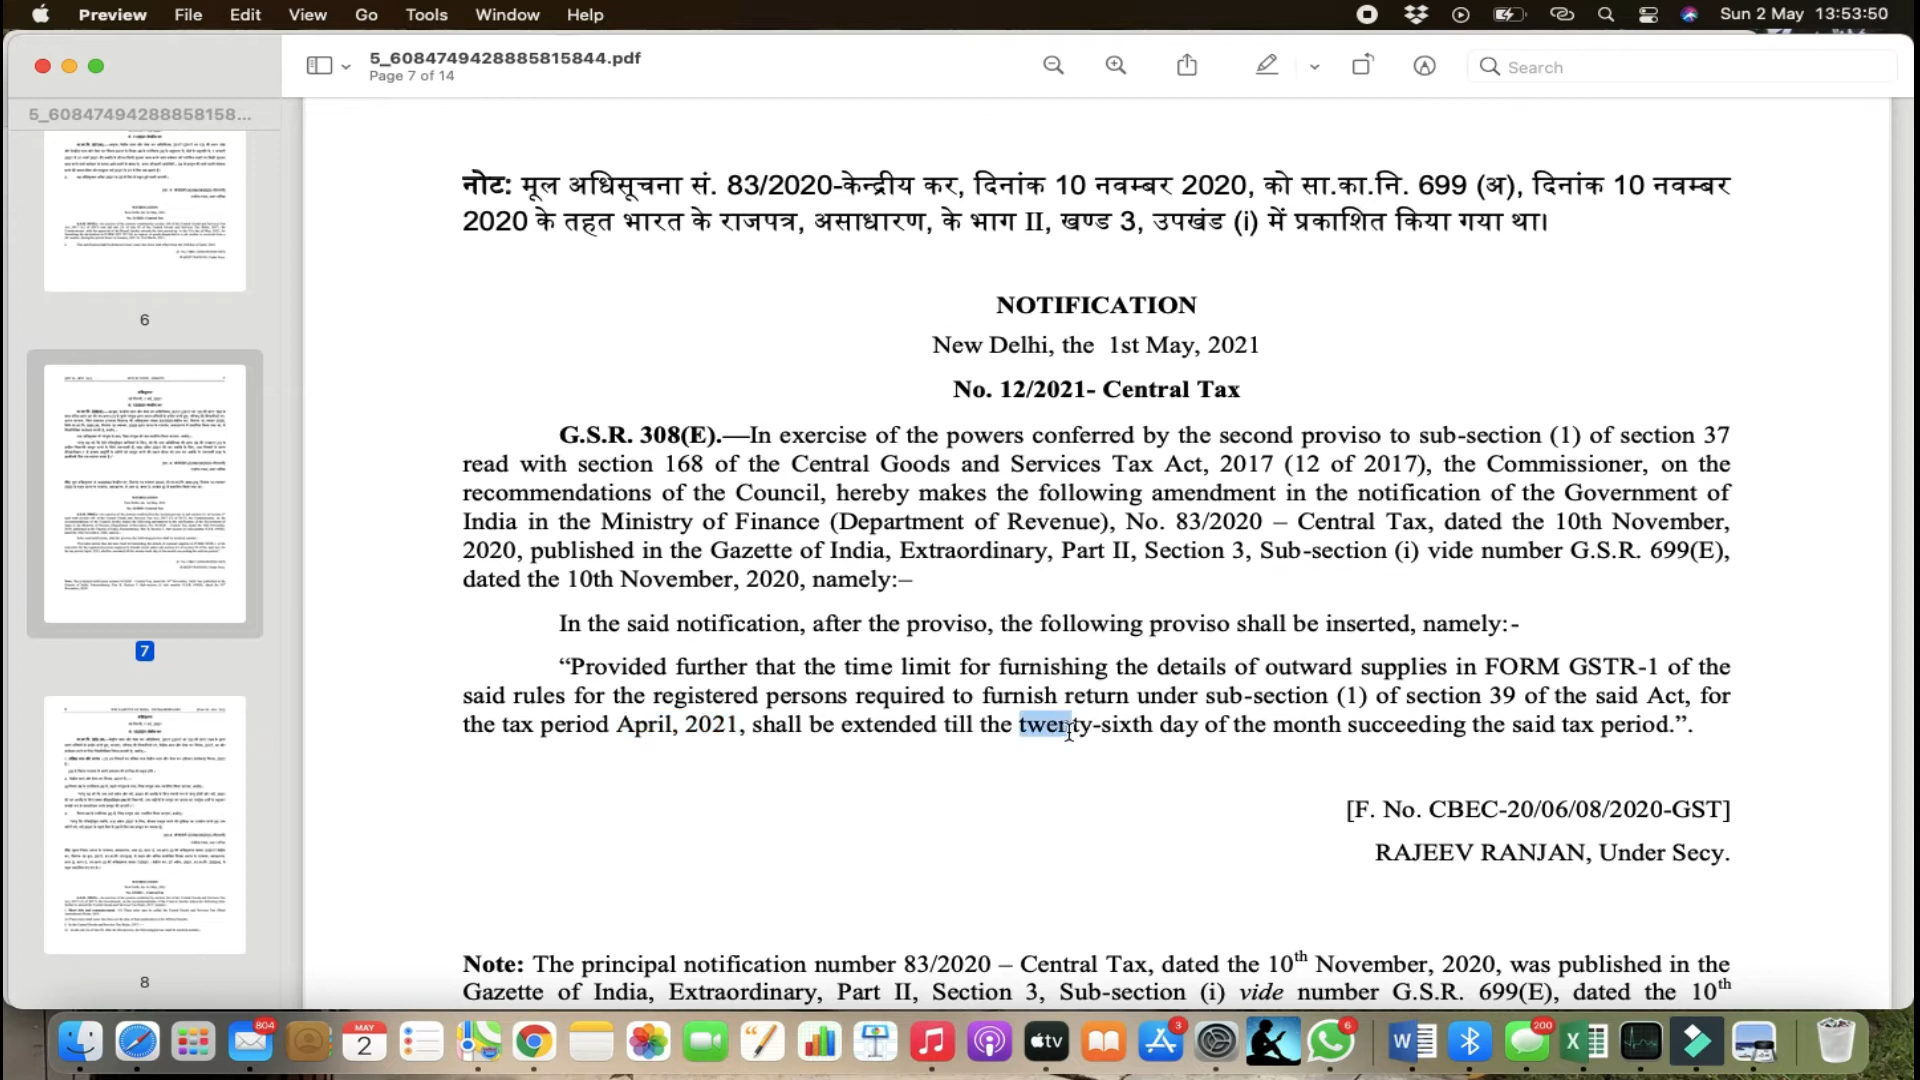 Preview File Edit View Go Tools Window Help Sun 2 May 13:53:50
5_6084749428885815844.pdf
Page 7 of 14
Search
5_60847494288858158...
6
7
8
नोट: मूल अधिसूचना सं. 83/2020-केन्द्रीय कर, दिनांक 10 नवम्बर 2020, को सा.का.नि. 699 (अ), दिनांक 10 नवम्बर
2020 के तहत भारत के राजपत्र, असाधारण, के भाग II, खण्ड 3, उपखंड (i) में प्रकाशित किया गया था।
NOTIFICATION
New Delhi, the 1st May, 2021
No. 12/2021- Central Tax
G.S.R. 308(E).—In exercise of the powers conferred by the second proviso to sub-section (1) of section 37
read with section 168 of the Central Goods and Services Tax Act, 2017 (12 of 2017), the Commissioner, on the
recommendations of the Council, hereby makes the following amendment in the notification of the Government of
India in the Ministry of Finance (Department of Revenue), No. 83/2020 – Central Tax, dated the 10th November,
2020, published in the Gazette of India, Extraordinary, Part II, Section 3, Sub-section (i) vide number G.S.R. 699(E),
dated the 10th November, 2020, namely:–
In the said notification, after the proviso, the following proviso shall be inserted, namely:-
“Provided further that the time limit for furnishing the details of outward supplies in FORM GSTR-1 of the
said rules for the registered persons required to furnish return under sub-section (1) of section 39 of the said Act, for
the tax period April, 2021, shall be extended till the twenty-sixth day of the month succeeding the said tax period.”.
[F. No. CBEC-20/06/08/2020-GST]
RAJEEV RANJAN, Under Secy.
Note: The principal notification number 83/2020 – Central Tax, dated the 10th November, 2020, was published in the
Gazette of India, Extraordinary, Part II, Section 3, Sub-section (i) vide number G.S.R. 699(E), dated the 10th
804
MAY
2
tv
3
6
W
200
X